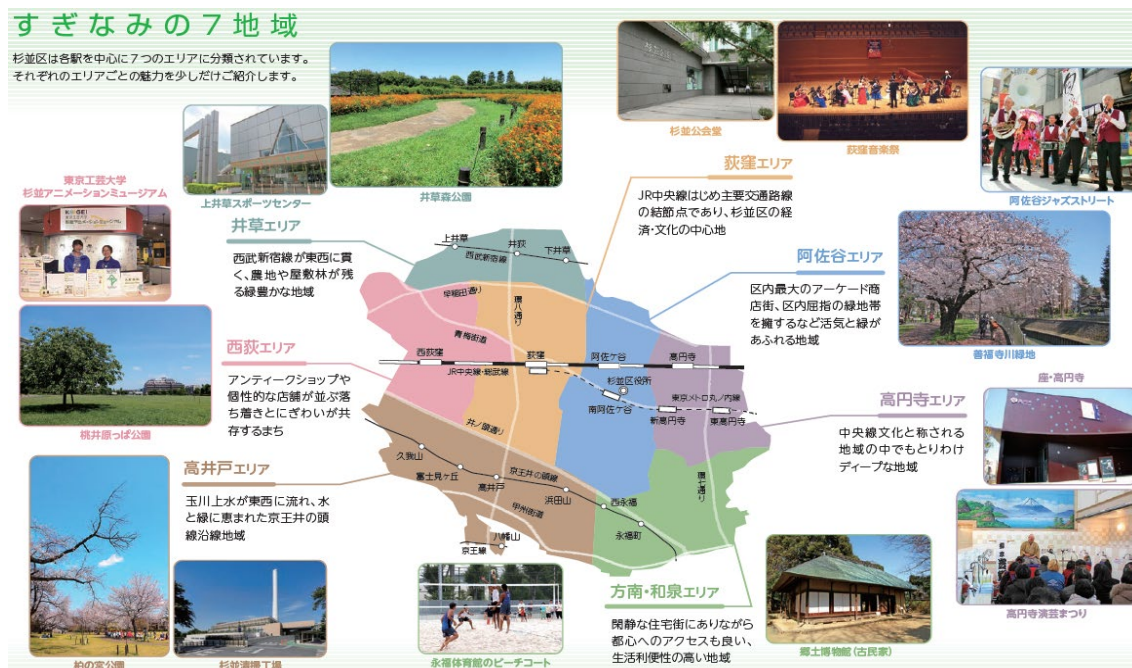 すぎなみの7地域
杉並区は各駅を中心に7つのエリアに分類されています。
それぞれのエリアごとの魅力を少しだけご紹介します。
上井草スポーツセンター
井草森公園
杉並公会堂
荻窪音楽祭
阿佐谷ジャズストリート
東京工芸大学
杉並アニメーションミュージアム
井草エリア
西武新宿線が東西に貫
く、農地や屋敷林が残
る緑豊かな地域
荻窪エリア
JR中央線はじめ主要交通路線
の結節点であり、杉並区の経
済・文化の中心地
阿佐谷エリア
区内最大のアーケード商
店街、区内屈指の緑地帯
を擁するなど活気と緑が
あふれる地域
善福寺川緑地
桃井原っぱ公園
西荻エリア
アンティークショップや
個性的な店舗が並ぶ落
ち着きとにぎわいが共
存するまち
座・高円寺
高円寺エリア
中央線文化と称される
地域の中でもとりわけ
ディープな地域
高円寺演芸まつり
高井戸エリア
玉川上水が東西に流れ、水
と緑に恵まれた京王井の頭
線沿線地域
柏の宮公園
杉並清掃工場
永福体育館のビーチコート
方南・和泉エリア
閑静な住宅街にありながら
都心へのアクセスも良い、
生活利便性の高い地域
郷土博物館(古民家)
上井草
井荻
下井草
西武新宿線
早稲田通り
環八通り
青梅街道
西荻窪
荻窪
阿佐ケ谷
高円寺
JR中央線・総武線
杉並区役所
東京メトロ丸ノ内線
南阿佐ケ谷
新高円寺
東高円寺
井ノ頭通り
環七通り
久我山
富士見ヶ丘
高井戸
京王井の頭線
浜田山
西永福
永福町
甲州街道
八幡山
京王線